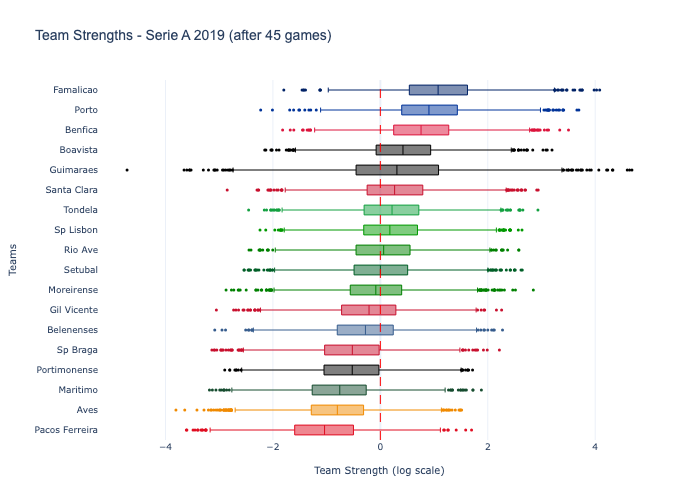 Team Strengths - Serie A 2019 (after 45 games)
Famalicao
Porto
Benfica
Boavista
Guimaraes
Santa Clara
Tondela
Sp Lisbon
Rio Ave
Setubal
Moreirense
Gil Vicente
Belenenses
Sp Braga
Portimonense
Maritimo
Aves
Pacos Ferreira
Teams
−4 −2 0 2 4
Team Strength (log scale)